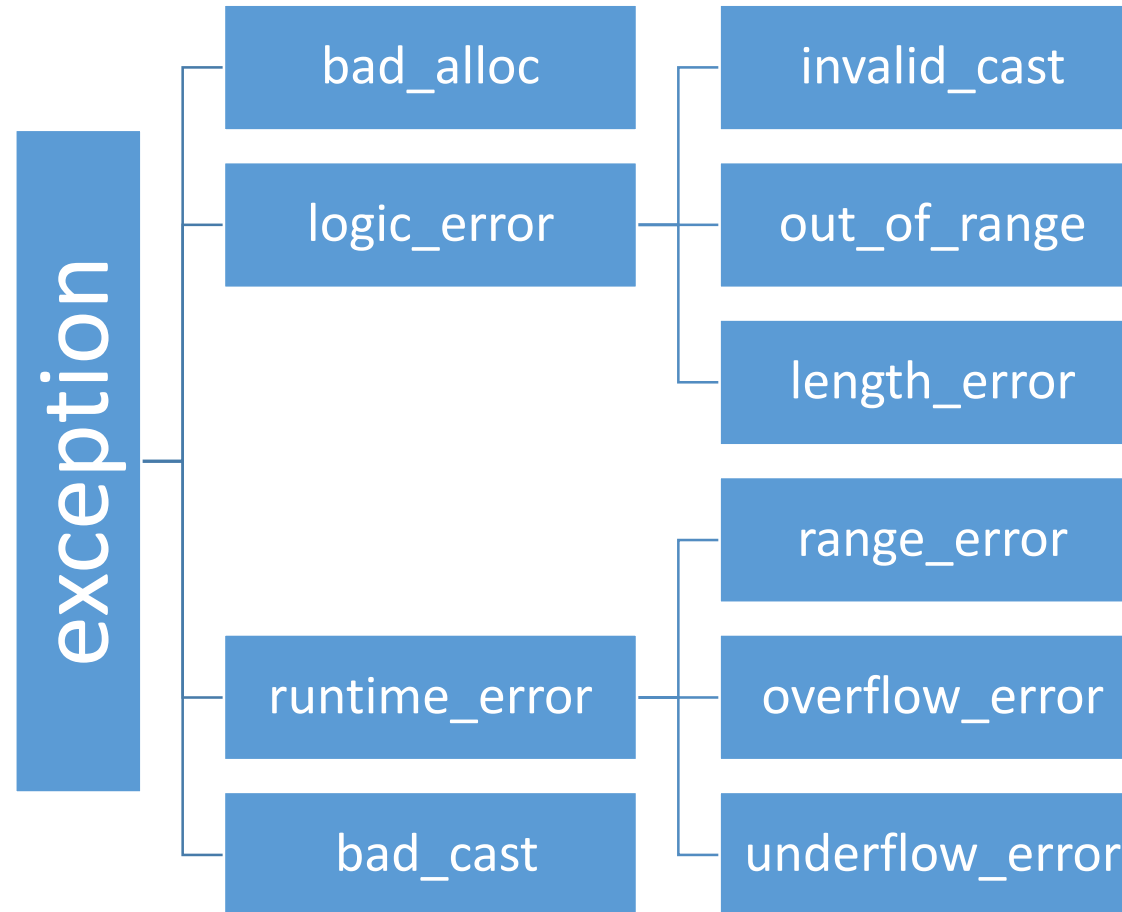 exception
bad_alloc
logic_error
invalid_cast
out_of_range
length_error
runtime_error
range_error
overflow_error
underflow_error
bad_cast